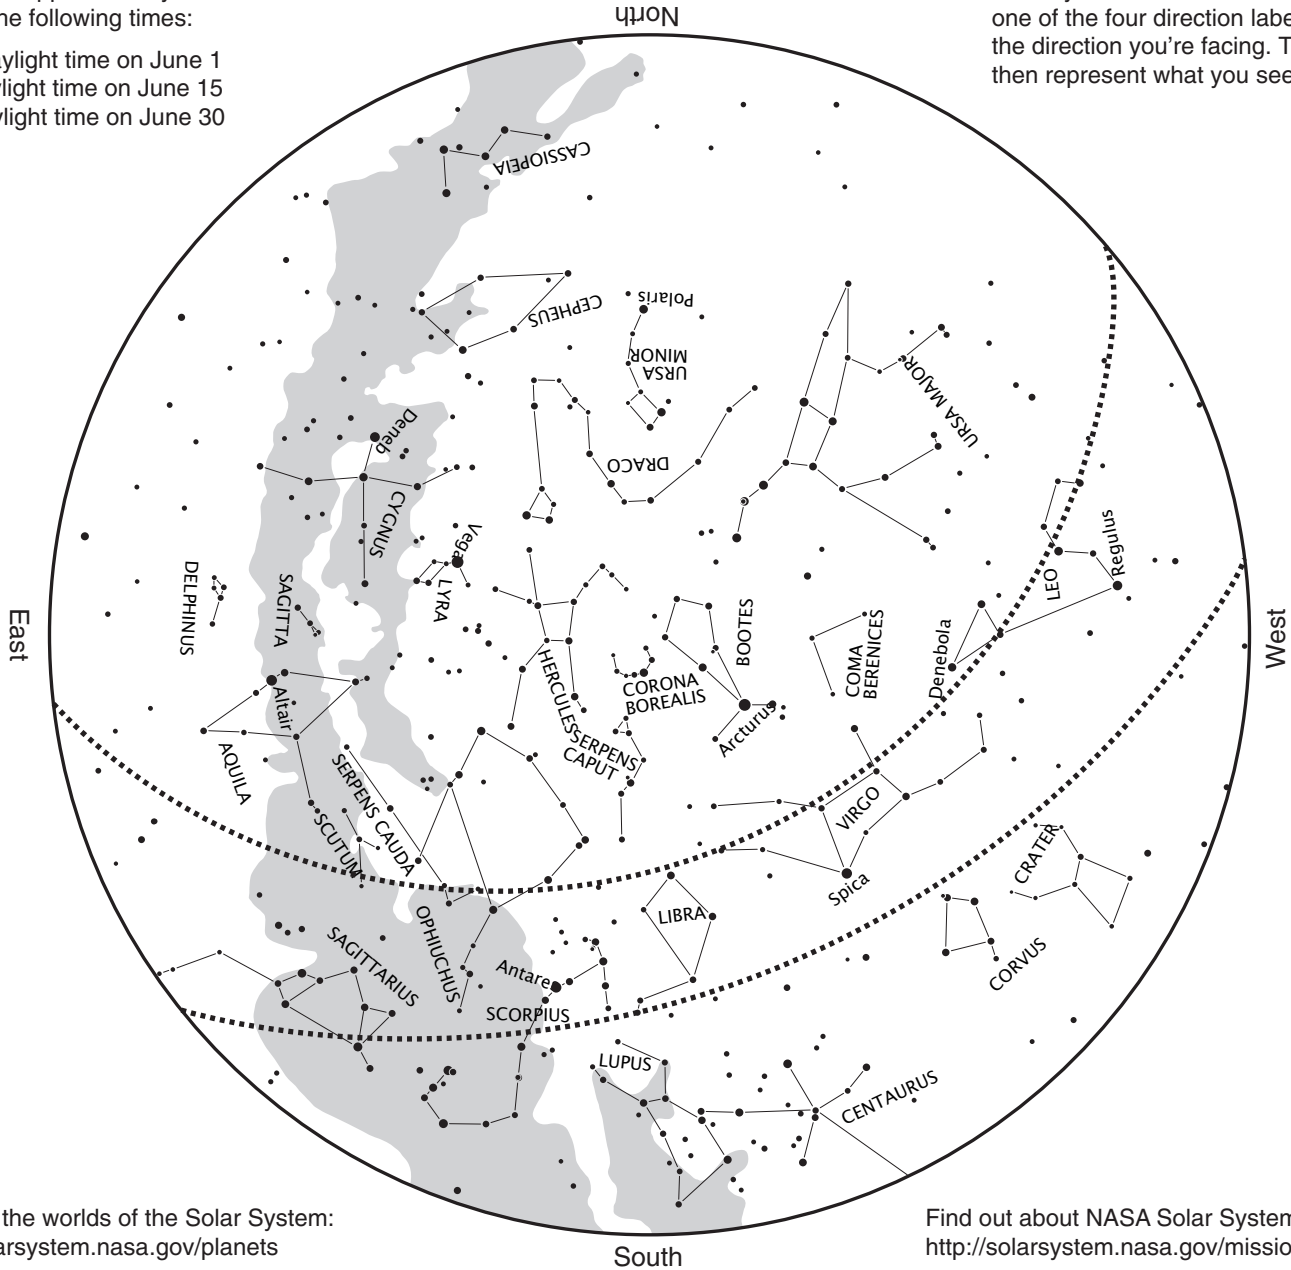 he following times:
ylight time on June 1
light time on June 15
light time on June 30
North
one of the four direction labe
the direction you're facing. T
then represent what you see
CASSIOPEIA
CEPHEUS
Polaris
URSA
MINOR
URSA MAJOR
DRACO
Deneb
CYGNUS
Vega
LYRA
DELPHINUS
SAGITTA
East
West
LEO
Regulus
Denebola
COMA
BERENICES
BOOTES
HERCULES
CORONA
BOREALIS
Arcturus
SERPENS
CAPUT
Altair
AQUILA
SERPENS CAUDA
SCUTUM
VIRGO
Spica
CRATER
CORVUS
LIBRA
OPHIUCHUS
SAGITTARIUS
Antare
SCORPIUS
LUPUS
CENTAURUS
the worlds of the Solar System:
arsystem.nasa.gov/planets
South
Find out about NASA Solar System
http://solarsystem.nasa.gov/missio